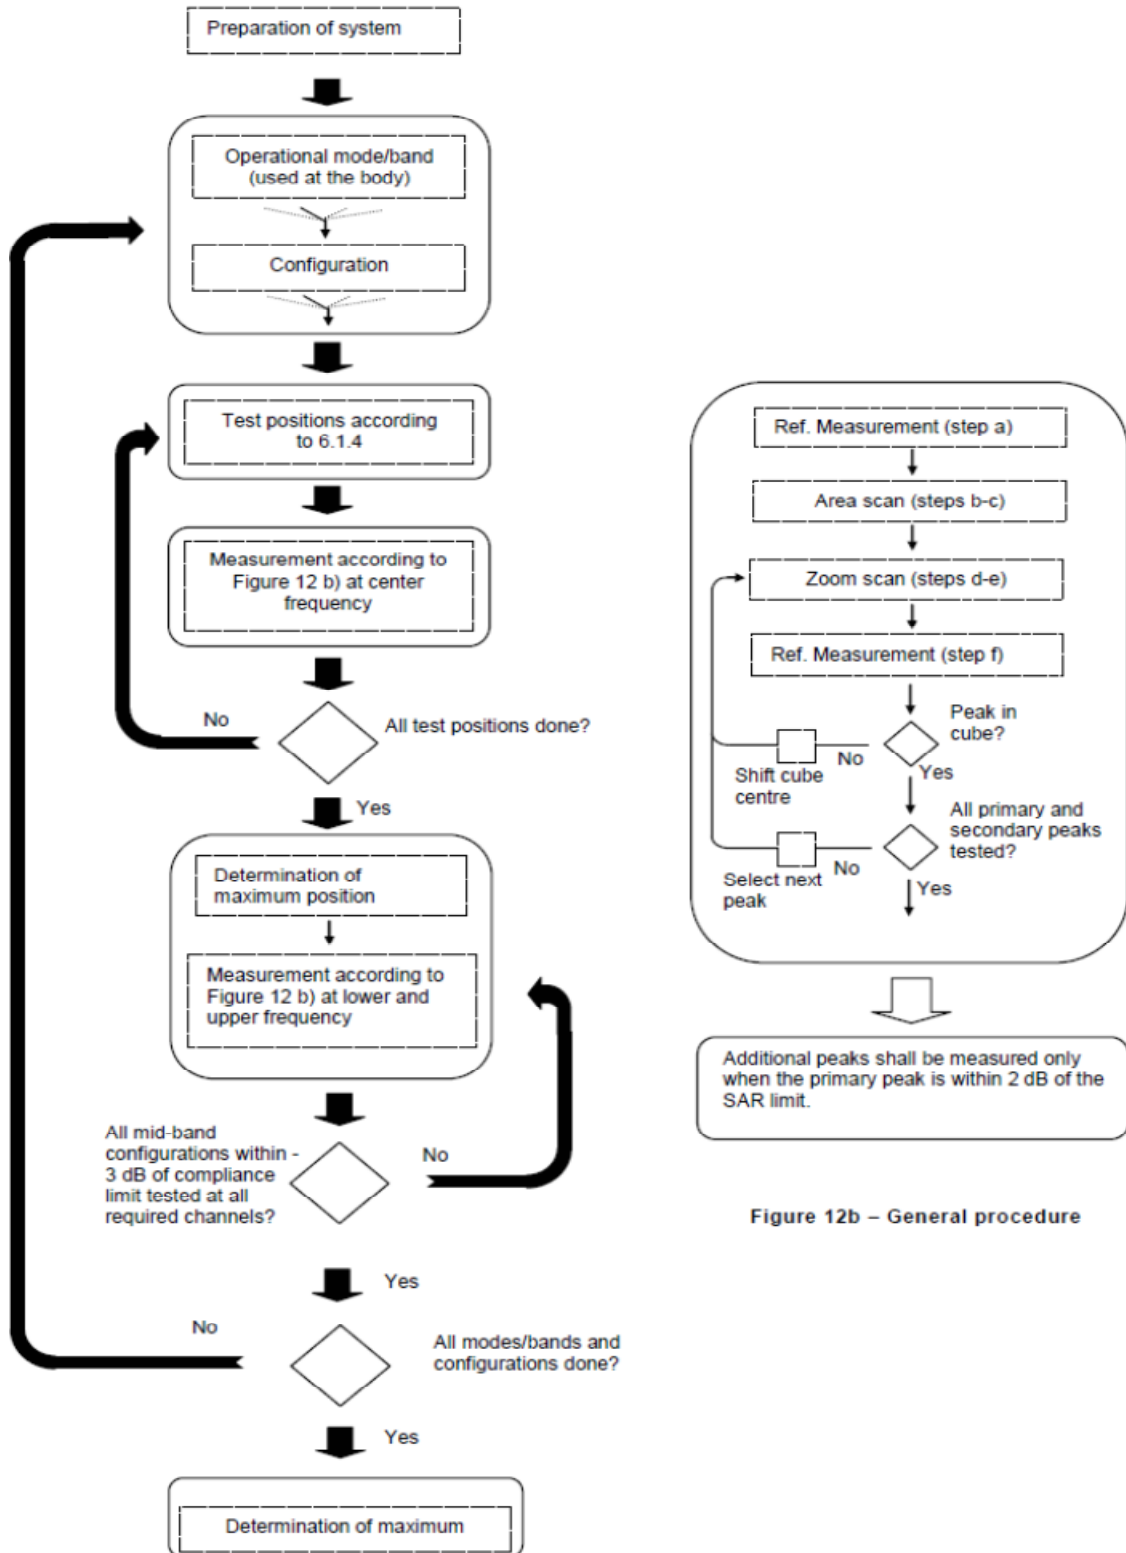 Preparation of system
Operational mode/band
(used at the body)
Configuration
Test positions according
to 6.1.4
Measurement according to
Figure 12 b) at center
frequency
No
All test positions done?
Yes
Determination of
maximum position
Measurement according to
Figure 12 b) at lower and
upper frequency
All mid-band
configurations within -
3 dB of compliance
limit tested at all
required channels?
No
Yes
No
All modes/bands and
configurations done?
Yes
Determination of maximum
Ref. Measurement (step a)
Area scan (steps b-c)
Zoom scan (steps d-e)
Ref. Measurement (step f)
Peak in
cube?
No
Yes
Shift cube
centre
All primary and
secondary peaks
tested?
No
Yes
Select next
peak
Additional peaks shall be measured only
when the primary peak is within 2 dB of the
SAR limit.
Figure 12b – General procedure